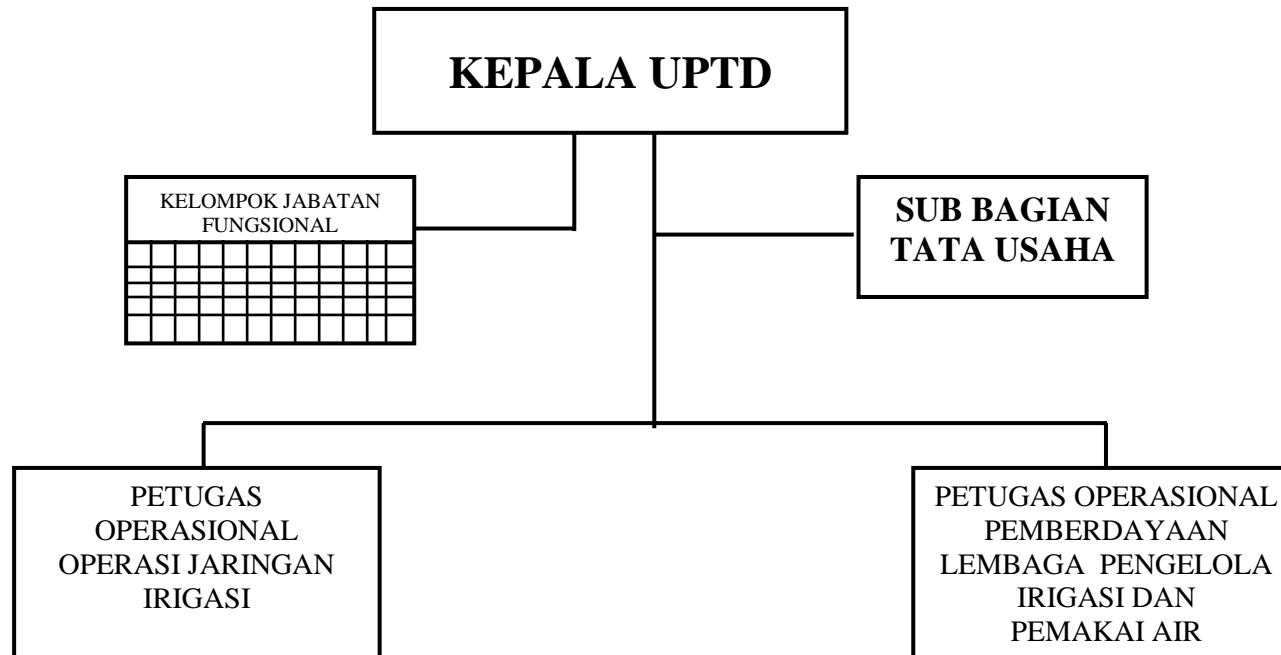 KEPALA UPTD
KELOMPOK JABATAN
FUNGSIONAL
SUB BAGIAN
TATA USAHA
PETUGAS
OPERASIONAL
OPERASI JARINGAN
IRIGASI
PETUGAS OPERASIONAL
PEMBERDAYAAN
LEMBAGA PENGELOLA
IRIGASI DAN
PEMAKAI AIR